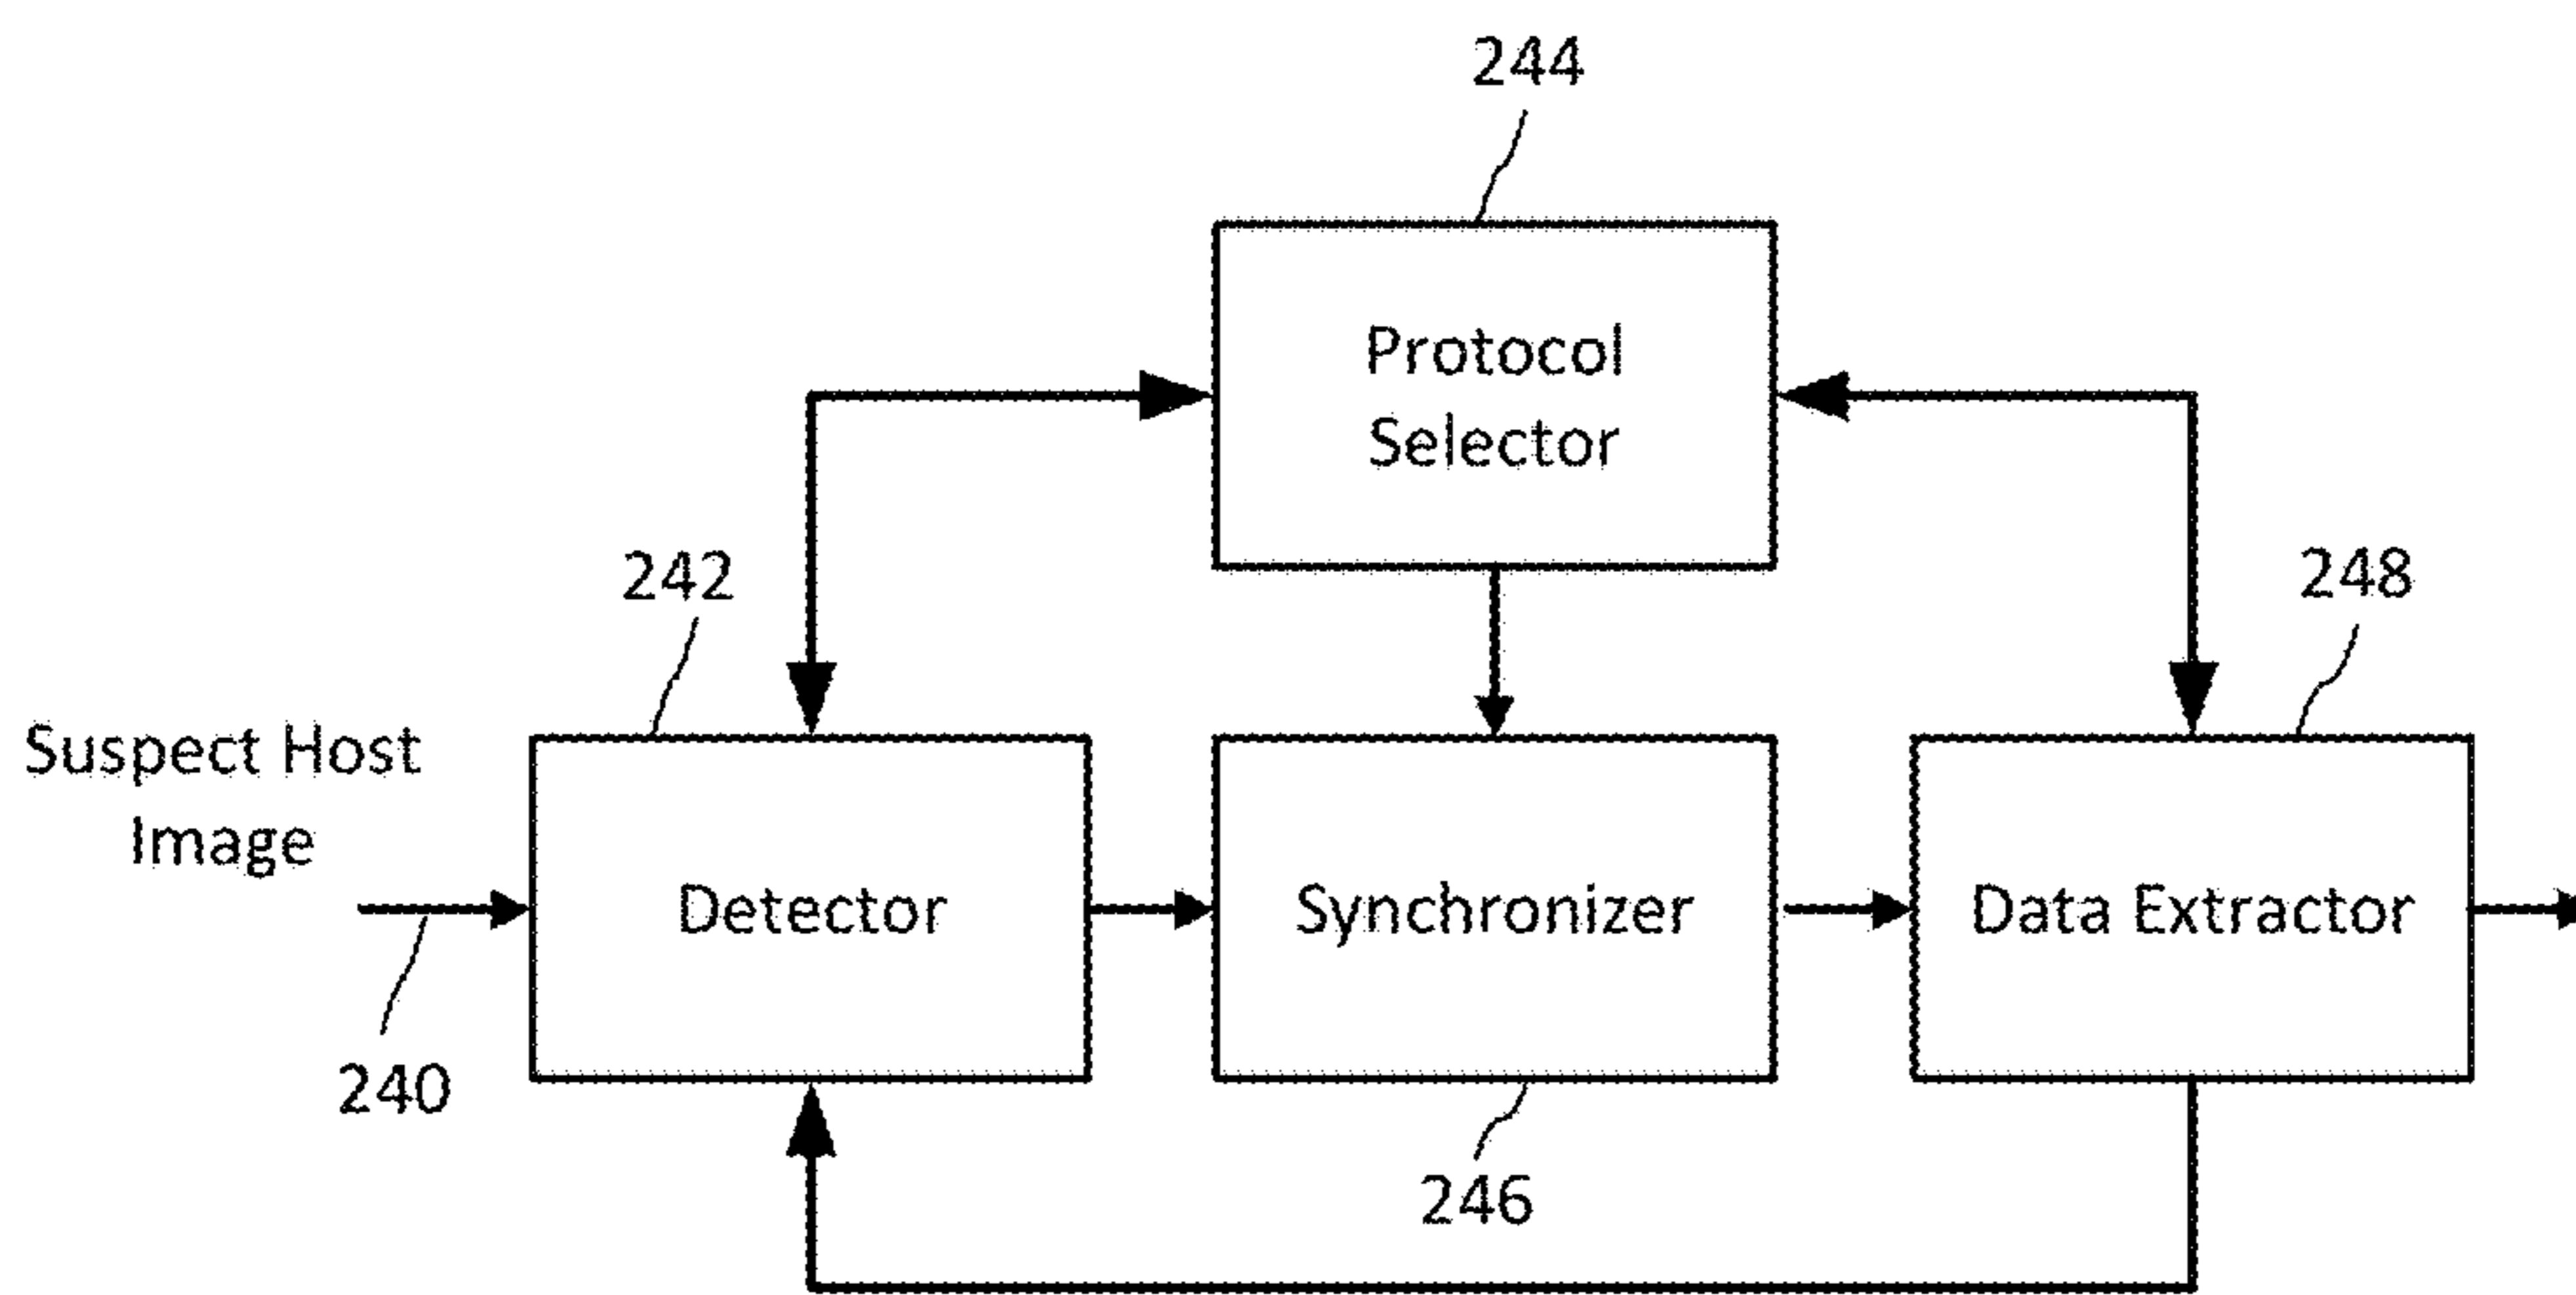 244
Protocol
Selector
242
248
Suspect Host
Image
Detector
Synchronizer
Data Extractor
240
246